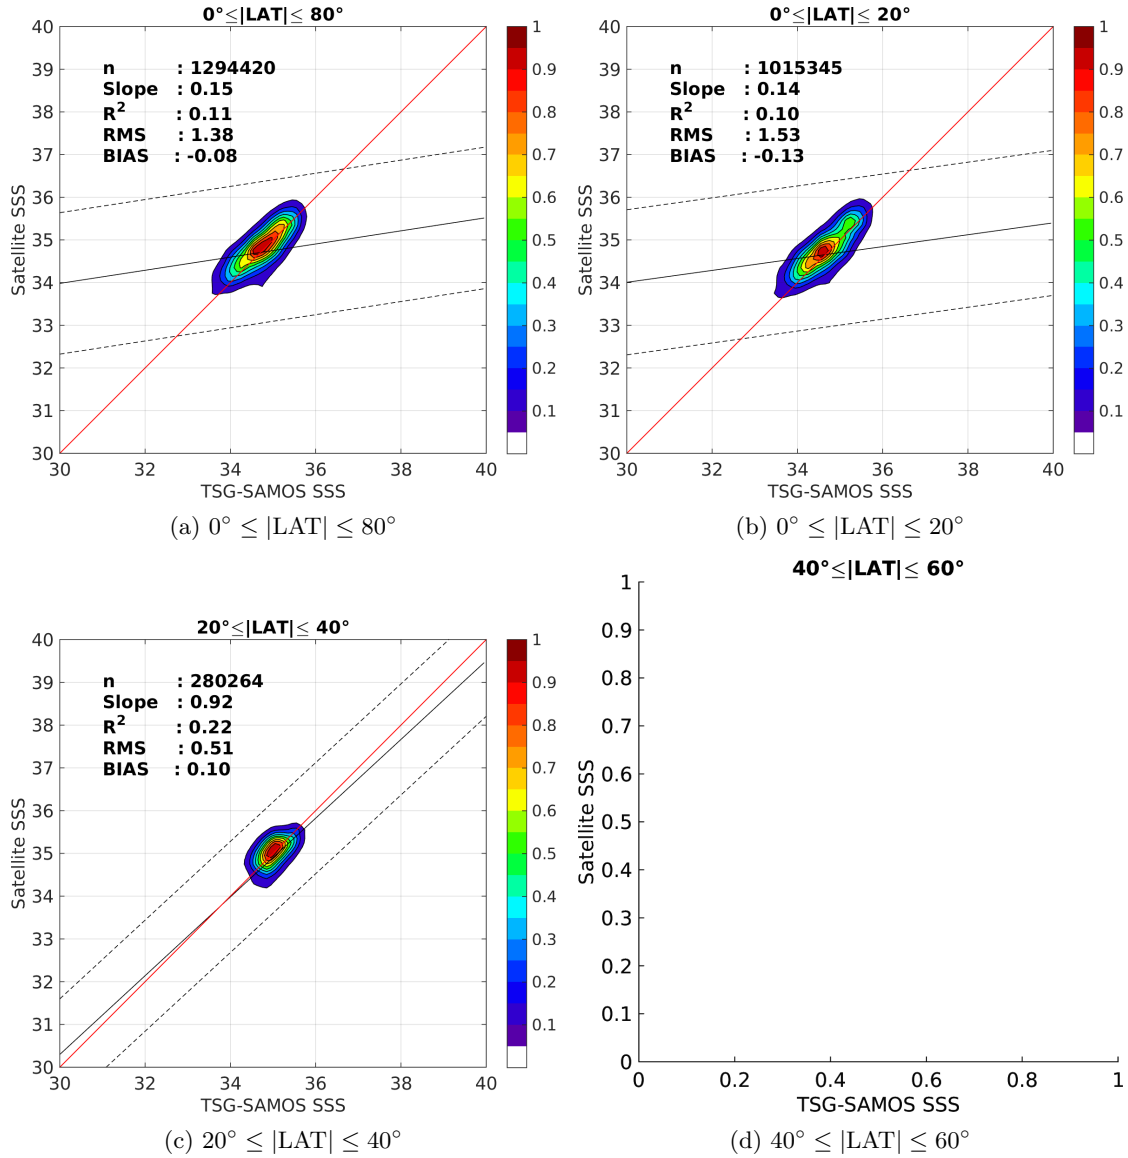 0°≤|LAT|≤ 80°
n : 1294420
Slope : 0.15
R2 : 0.11
RMS : 1.38
BIAS : -0.08
40
39
38
37
36
35
34
33
32
31
30
30 32 34 36 38 40
Satellite SSS
TSG-SAMOS SSS
1
0.9
0.8
0.7
0.6
0.5
0.4
0.3
0.2
0.1
(a) 0° ≤ |LAT| ≤ 80°
0°≤|LAT|≤ 20°
n : 1015345
Slope : 0.14
R2 : 0.10
RMS : 1.53
BIAS : -0.13
40
39
38
37
36
35
34
33
32
31
30
30 32 34 36 38 40
Satellite SSS
TSG-SAMOS SSS
1
0.9
0.8
0.7
0.6
0.5
0.4
0.3
0.2
0.1
(b) 0° ≤ |LAT| ≤ 20°
20°≤|LAT|≤ 40°
n : 280264
Slope : 0.92
R2 : 0.22
RMS : 0.51
BIAS : 0.10
40
39
38
37
36
35
34
33
32
31
30
30 32 34 36 38 40
Satellite SSS
TSG-SAMOS SSS
1
0.9
0.8
0.7
0.6
0.5
0.4
0.3
0.2
0.1
(c) 20° ≤ |LAT| ≤ 40°
40°≤|LAT|≤ 60°
1
0.9
0.8
0.7
0.6
0.5
0.4
0.3
0.2
0.1
0
0 0.2 0.4 0.6 0.8 1
Satellite SSS
TSG-SAMOS SSS
(d) 40° ≤ |LAT| ≤ 60°